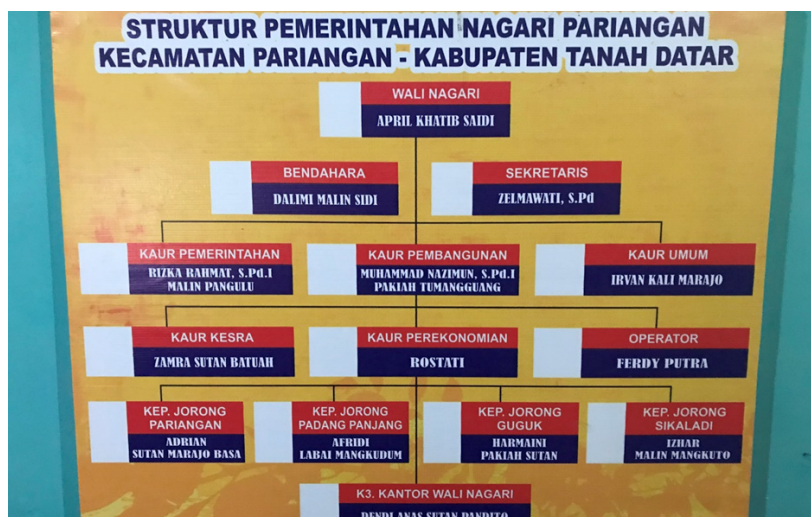 STRUKTUR PEMERINTAHAN NAGARI PARIANGAN
KECAMATAN PARIANGAN - KABUPATEN TANAH DATAR
WALI NAGARI
APRIL KHATIB SAIDI
BENDAHARA
DALIMI MALIN SIDI
SEKRETARIS
ZELMAWATI, S.Pd
KAUR PEMERINTAHAN
RIZKA RAHMAT, S.Pd.I
MALIN PANGULU
KAUR PEMBANGUNAN
MUHAMMAD NAZIMUN, S.Pd.I
PAKIAH TUMANGGUANG
KAUR UMUM
IRVAN KALI MARAJO
KAUR KESRA
ZAMRA SUTAN BATUAH
KAUR PEREKONOMIAN
ROSTATI
OPERATOR
FERDY PUTRA
KEP. JORONG
PARIANGAN
ADRIAN
SUTAN MARAJO BASA
KEP. JORONG
PADANG PANJANG
AFRIDI
LABAI MANGKUDUM
KEP. JORONG
GUGUK
HARMAINI
PAKIAH SUTAN
KEP. JORONG
SIKALADI
IZHAR
MALIN MANGKUTO
K3. KANTOR WALI NAGARI
ANAS SUTAN PANDITO